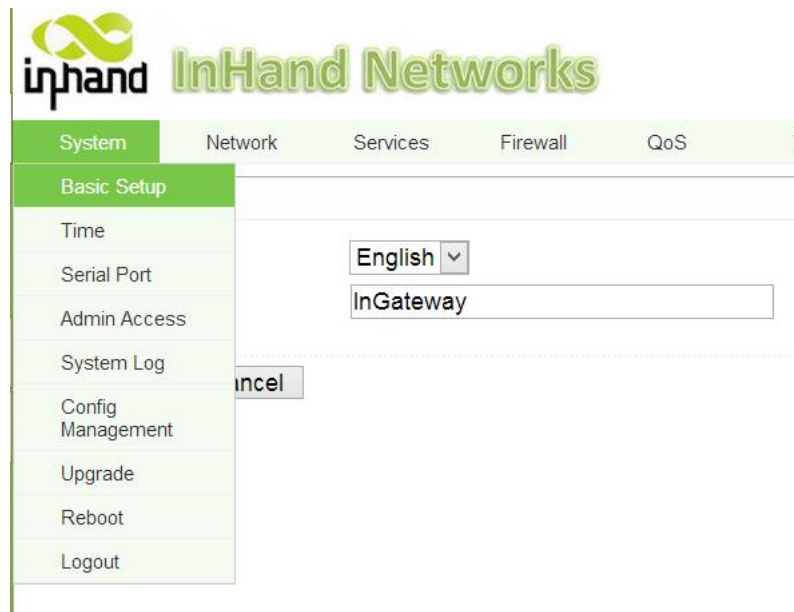 inhand InHand Networks
System Network Services Firewall QoS
Basic Setup
Time
English
Serial Port
InGateway
Admin Access
System Log
ncel
Config
Management
Upgrade
Reboot
Logout